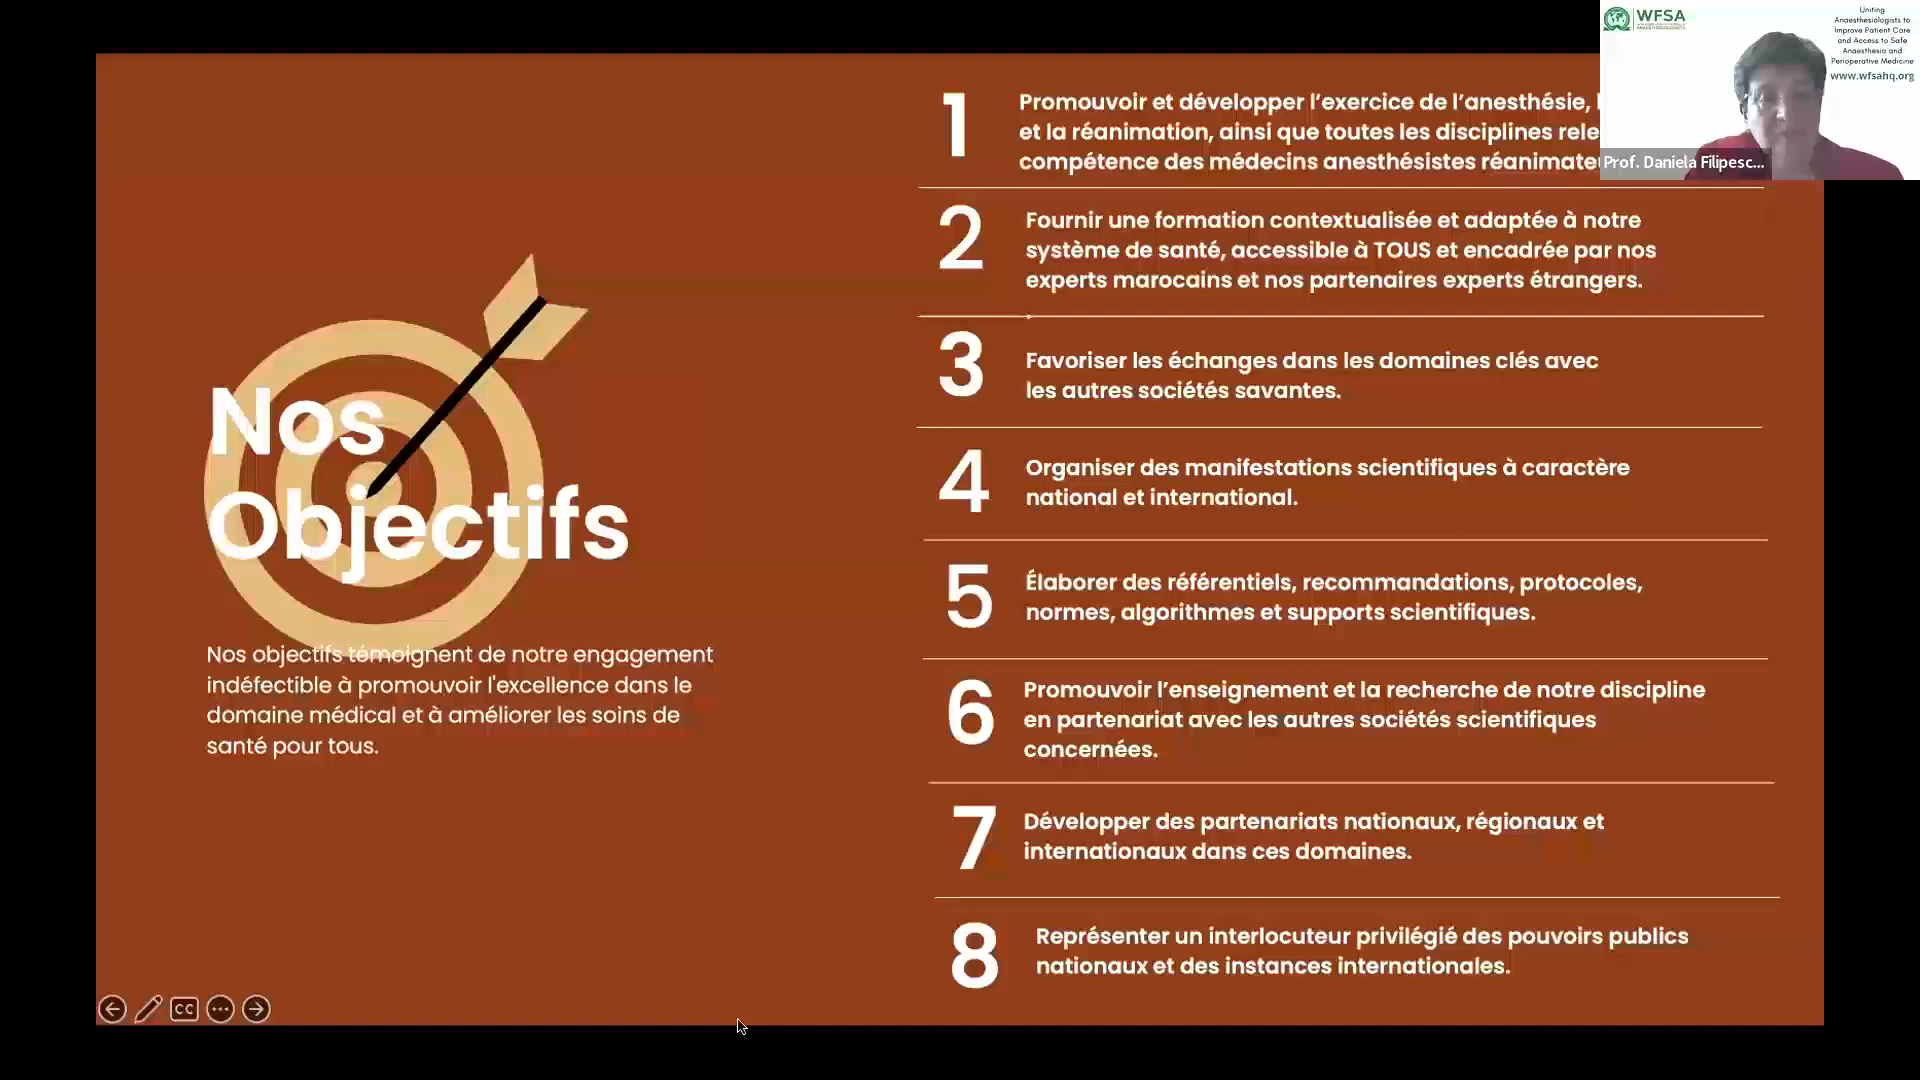 Nos
Objectifs
Nos objectifs témoignent de notre engagement
indéfectible à promouvoir l'excellence dans le
domaine médical et à améliorer les soins de
santé pour tous.
1
Promouvoir et développer l’exercice de l’anesthésie,
et la réanimation, ainsi que toutes les disciplines
compétence des médecins anesthésistes
2
Fournir une formation contextualisée et adaptée à notre
système de santé, accessible à TOUS et encadrée par nos
experts marocains et nos partenaires experts étrangers.
3
Favoriser les échanges dans les domaines clés avec
les autres sociétés savantes.
4
Organiser des manifestations scientifiques à caractère
national et international.
5
Élaborer des référentiels, recommandations, protocoles,
normes, algorithmes et supports scientifiques.
6
Promouvoir l’enseignement et la recherche de notre discipline
en partenariat avec les autres sociétés scientifiques
concernées.
7
Développer des partenariats nationaux, régionaux et
internationaux dans ces domaines.
8
Représenter un interlocuteur privilégié des pouvoirs publics
nationaux et des instances internationales.
CC
WFSA
Uniting
Anaesthesiologists to
Improve Patient Care
and Access to Safe
Anaesthesia and
Perioperative Medicine
www.wfsahq.org
Prof. Daniela Filipesc...